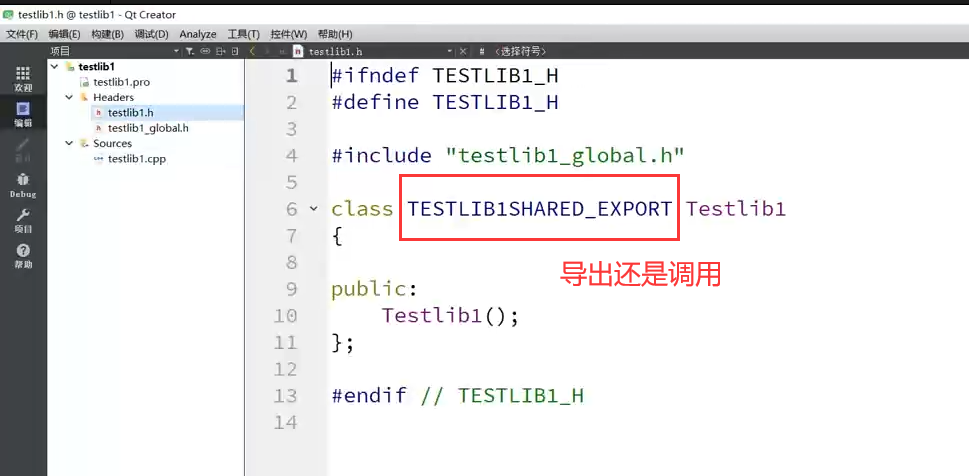 testlib1.h @ testlib1 - Qt Creator
文件(F) 编辑(E) 构建(B) 调试(D) Analyze 工具(T) 控件(W) 帮助(H)
项目 testlib1.h # <选择符号>
欢迎
编辑
Debug
项目
帮助
testlib1
testlib1.pro
Headers
testlib1.h
testlib1_global.h
Sources
testlib1.cpp
1 #ifndef TESTLIB1_H
2 #define TESTLIB1_H
3
4 #include "testlib1_global.h"
5
6 class TESTLIB1SHARED_EXPORT Testlib1
7 {
8
9 public:
10 Testlib1();
11 };
12
13 #endif // TESTLIB1_H
14
导出还是调用